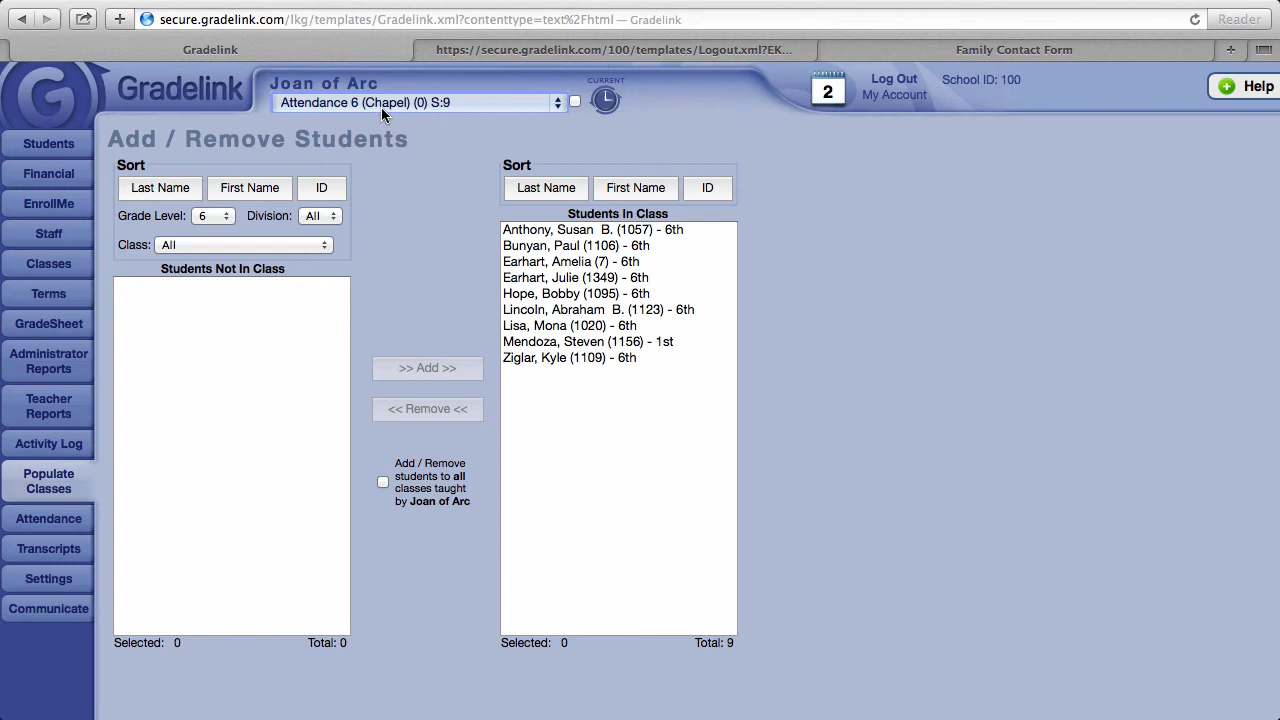 secure.gradelink.com/lkg/templates/Gradelink.xml?contenttype=text%2Fhtml — Gradelink
Reader
Gradelink
https://secure.gradelink.com/100/templates/Logout.xml?EK...
Family Contact Form
G
Gradelink
Joan of Arc
Attendance 6 (Chapel) (0) S:9
CURRENT
2
Log Out
My Account
School ID: 100
Help
Add / Remove Students
Students
Financial
EnrollMe
Staff
Classes
Terms
GradeSheet
Administrator
Reports
Teacher
Reports
Activity Log
Populate
Classes
Attendance
Transcripts
Settings
Communicate
Sort
Last Name First Name ID
Grade Level: 6 Division: All
Class: All
Students Not In Class
Selected: 0 Total: 0
>> Add >>
<< Remove <<
Add / Remove
students to all
classes taught
by Joan of Arc
Sort
Last Name First Name ID
Students In Class
Anthony, Susan B. (1057) - 6th
Bunyan, Paul (1106) - 6th
Earhart, Amelia (7) - 6th
Earhart, Julie (1349) - 6th
Hope, Bobby (1095) - 6th
Lincoln, Abraham B. (1123) - 6th
Lisa, Mona (1020) - 6th
Mendoza, Steven (1156) - 1st
Ziglar, Kyle (1109) - 6th
Selected: 0 Total: 9